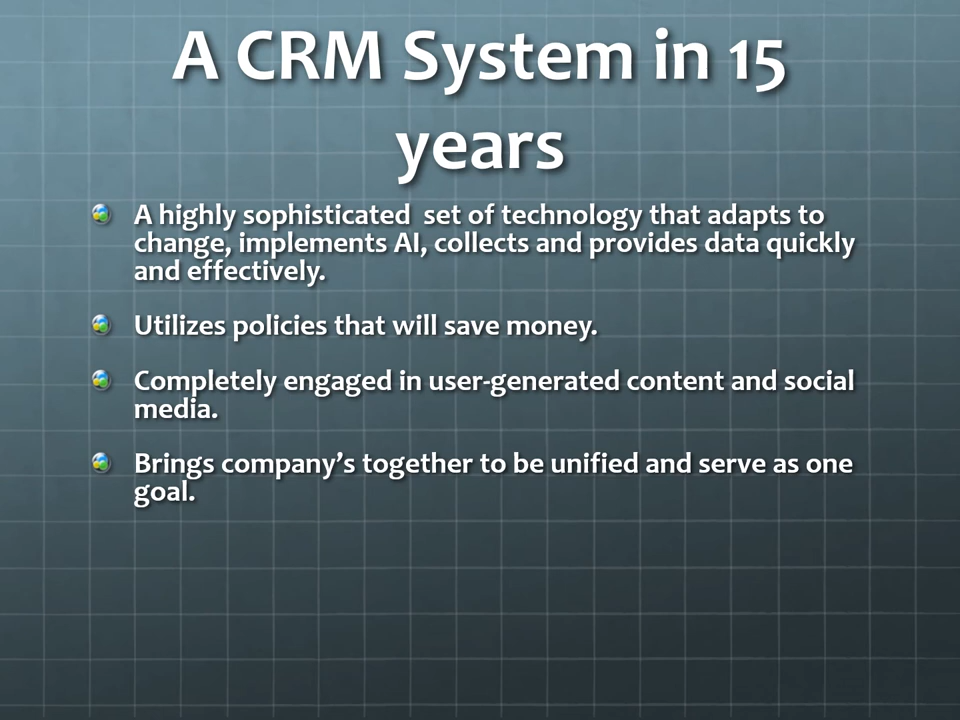 A CRM System in 15
years
A highly sophisticated  set of technology that adapts to
change, implements AI, collects and provides data quickly
and effectively.
Utilizes policies that will save money.
Completely engaged in user-generated content and social
media.
Brings company’s together to be unified and serve as one
goal.